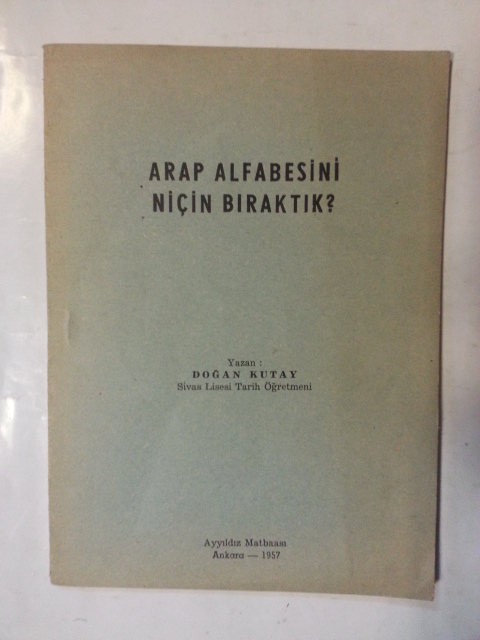 ARAP ALFABESİNİ
NİÇİN BIRAKTIK?
Yazan :
DOĞAN KUTAY
Sivas Lisesi Tarih Öğretmeni
Ayyıldız Matbaası
Ankara — 1957